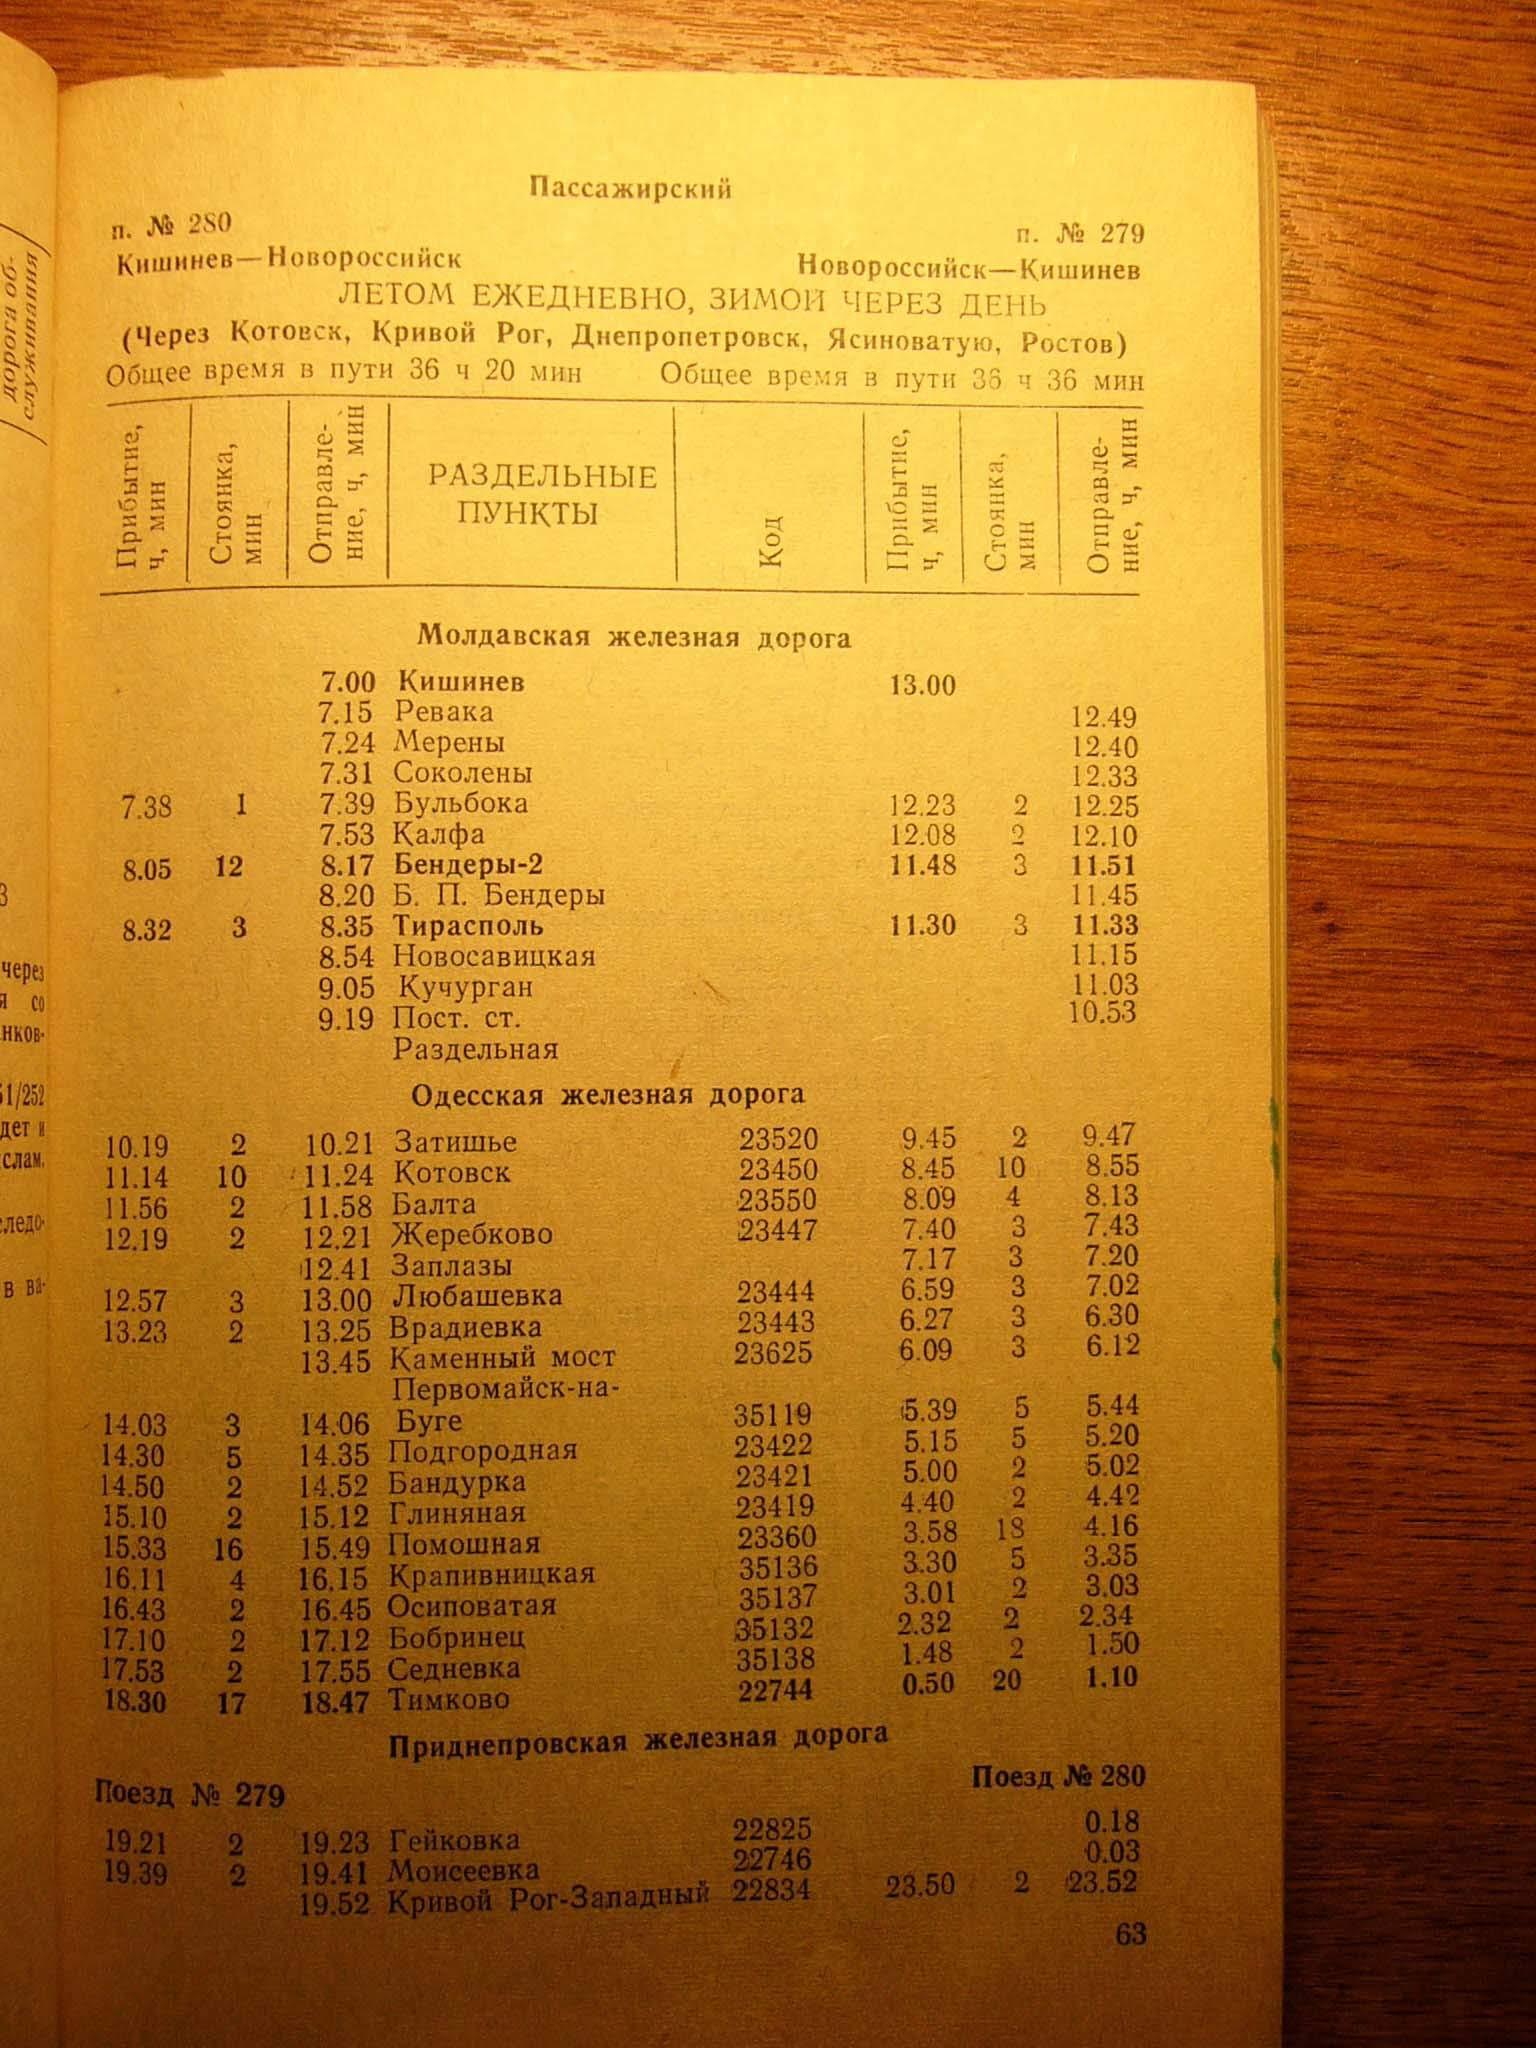 дорога об-
служивания
3
через
я со
нков-
51/252
дет и
слам,
следо-
в ва-
Пассажирский
п. № 280 п. № 279
Кишинев—Новороссийск Новороссийск—Кишинев
ЛЕТОМ ЕЖЕДНЕВНО, ЗИМОЙ ЧЕРЕЗ ДЕНЬ
(Через Котовск, Кривой Рог, Днепропетровск, Ясиноватую, Ростов)
Общее время в пути 36 ч 20 мин Общее время в пути 36 ч 36 мин
Прибытие, ч, мин Стоянка, мин Отправле- ние, ч, мин РАЗДЕЛЬНЫЕ ПУНКТЫ Код Прибытие, ч, мин Стоянка, мин Отправле- ние, ч, мин
Молдавская железная дорога
7.00 Кишинев 13.00
7.15 Ревака 12.49
7.24 Мерены 12.40
7.31 Соколены 12.33
7.38 1 7.39 Бульбока 12.23 2 12.25
7.53 Калфа 12.08 2 12.10
8.05 12 8.17 Бендеры-2 11.48 3 11.51
8.20 Б. П. Бендеры 11.45
8.32 3 8.35 Тирасполь 11.30 3 11.33
8.54 Новосавицкая 11.15
9.05 Кучурган 11.03
9.19 Пост. ст. 10.53
Раздельная
Одесская железная дорога
10.19 2 10.21 Затишье 23520 9.45 2 9.47
11.14 10 11.24 Котовск 23450 8.45 10 8.55
11.56 2 11.58 Балта 23550 8.09 4 8.13
12.19 2 12.21 Жеребково 23447 7.40 3 7.43
12.41 Заплазы 7.17 3 7.20
12.57 3 13.00 Любашевка 23444 6.59 3 7.02
13.23 2 13.25 Врадиевка 23443 6.27 3 6.30
13.45 Каменный мост 23625 6.09 3 6.12
Первомайск-на-
14.03 3 14.06 Буге 35119 5.39 5 5.44
14.30 5 14.35 Подгородная 23422 5.15 5 5.20
14.50 2 14.52 Бандурка 23421 5.00 2 5.02
15.10 2 15.12 Глиняная 23419 4.40 2 4.42
15.33 16 15.49 Помошная 23360 3.58 18 4.16
16.11 4 16.15 Крапивницкая 35136 3.30 5 3.35
16.43 2 16.45 Осиповатая 35137 3.01 2 3.03
17.10 2 17.12 Бобринец 35132 2.32 2 2.34
17.53 2 17.55 Седневка 35138 1.48 2 1.50
18.30 17 18.47 Тимково 22744 0.50 20 1.10
Приднепровская железная дорога
Поезд № 279 Поезд № 280
19.21 2 19.23 Гейковка 22825 0.18
19.39 2 19.41 Моисеевка 22746 0.03
19.52 Кривой Рог-Западный 22834 23.50 2 23.52
63